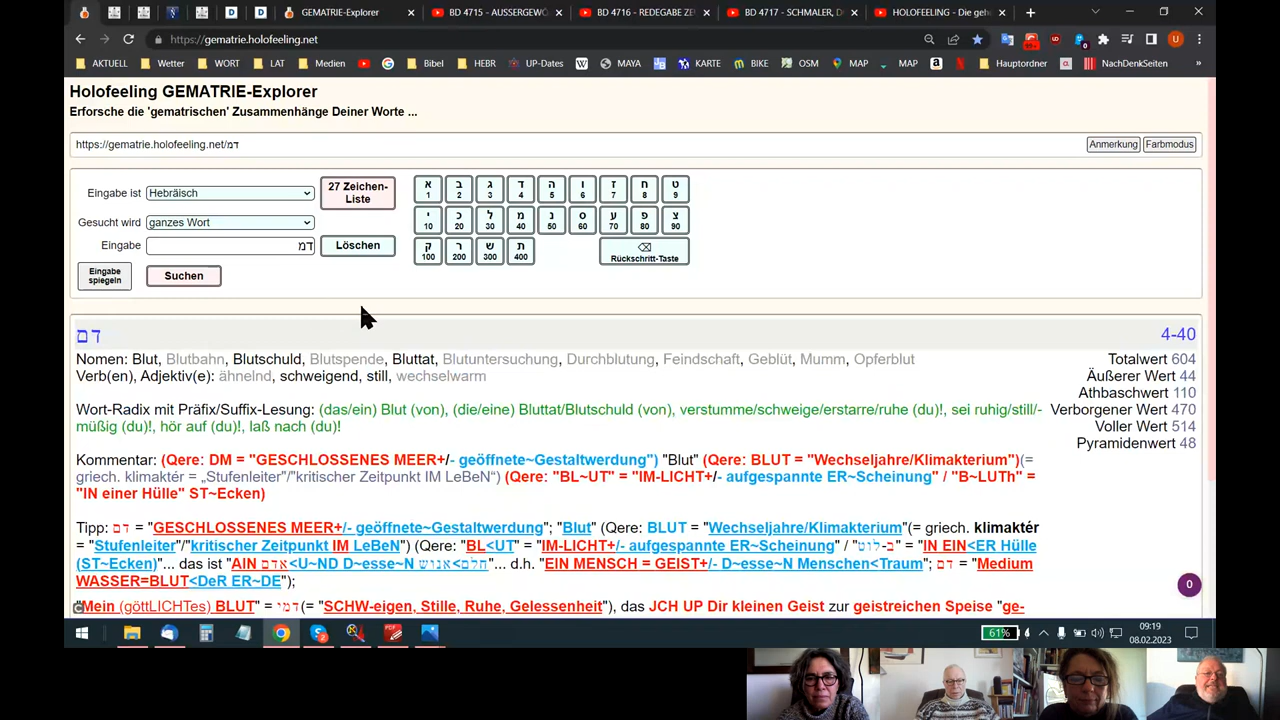 GEMATRIE-Explorer
BD 4715 - AUSSERGEWÖ
BD 4716 - REDEGABE ZE
BD 4717 - SCHMALER, D
HOLOFEELING - Die geh
https://gematrie.holofeeling.net
AKTUELL Wetter WORT LAT Medien Bibel HEBR UP-Dates MAYA KARTE BIKE OSM MAP MAP Hauptordner NachDenkSeiten »
Holofeeling GEMATRIE-Explorer
Erforsche die 'gematrischen' Zusammenhänge Deiner Worte ...
https://gematrie.holofeeling.net/דמ Anmerkung Farbmodus
Eingabe ist Hebräisch
27 Zeichen-
Liste
Gesucht wird ganzes Wort
Eingabe דמ Löschen
Eingabe
spiegeln
Suchen
א ב ג ד ה ו ז ח ט
1 2 3 4 5 6 7 8 9
י כ ל מ נ ס ע פ צ
10 20 30 40 50 60 70 80 90
ק ר ש ת ⌫
100 200 300 400 Rückschritt-Taste
דמ 4-40
Nomen: Blut, Blutbahn, Blutschuld, Blutspende, Bluttat, Blutuntersuchung, Durchblutung, Feindschaft, Geblüt, Mumm, Opferblut
Verb(en), Adjektiv(e): ähnelnd, schweigend, still, wechselwarm
Totalwert 604
Äußerer Wert 44
Athbaschwert 110
Verborgener Wert 470
Voller Wert 514
Pyramidenwert 48
Wort-Radix mit Präfix/Suffix-Lesung: (das/ein) Blut (von), (die/eine) Bluttat/Blutschuld (von), verstumme/schweige/erstarre/ruhe (du)!, sei ruhig/still/-
müßig (du)!, hör auf (du)!, laß nach (du)!
Kommentar: (Qere: DM = "GESCHLOSSENES MEER+/- geöffnete~Gestaltwerdung") "Blut" (Qere: BLUT = "Wechseljahre/Klimakterium")(=
griech. klimaktér = „Stufenleiter"/"kritischer Zeitpunkt IM LeBeN") (Qere: "BL~UT" = "IM-LICHT+/- aufgespannte ER~Scheinung" / "B~LUTh" =
"IN einer Hülle" ST~Ecken)
Tipp: דם = "GESCHLOSSENES MEER+/- geöffnete~Gestaltwerdung; "Blut" (Qere: BLUT = "Wechseljahre/Klimakterium(= griech. klimaktér
= "Stufenleiter"/"kritischer Zeitpunkt IM LeBeN") (Qere: "BL<UT" = "IM-LICHT+/- aufgespannte ER~Scheinung" / "ב-לוט" = "IN EIN<ER Hülle
(ST~Ecken)"... das ist "AIN אדם<U~ND D~esse~N אנוש<חלם"... d.h. "EIN MENSCH = GEIST+/- D~esse~N Menschen<Traum"; דם = "Medium
WASSER=BLUT<DeR ER~DE");
"Mein (göttLICHTes) BLUT" = דמי(= "SCHW-eigen, Stille, Ruhe, Gelessenheit"), das JCH UP Dir kleinen Geist zur geistreichen Speise "ge-
0
61%
09:19
08.02.2023